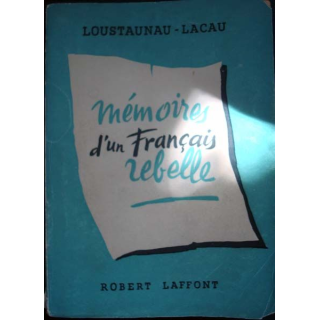 LOUSTAUNAU-LACAU
mémoires
d'un Français
rebelle
ROBERT LAFFONT